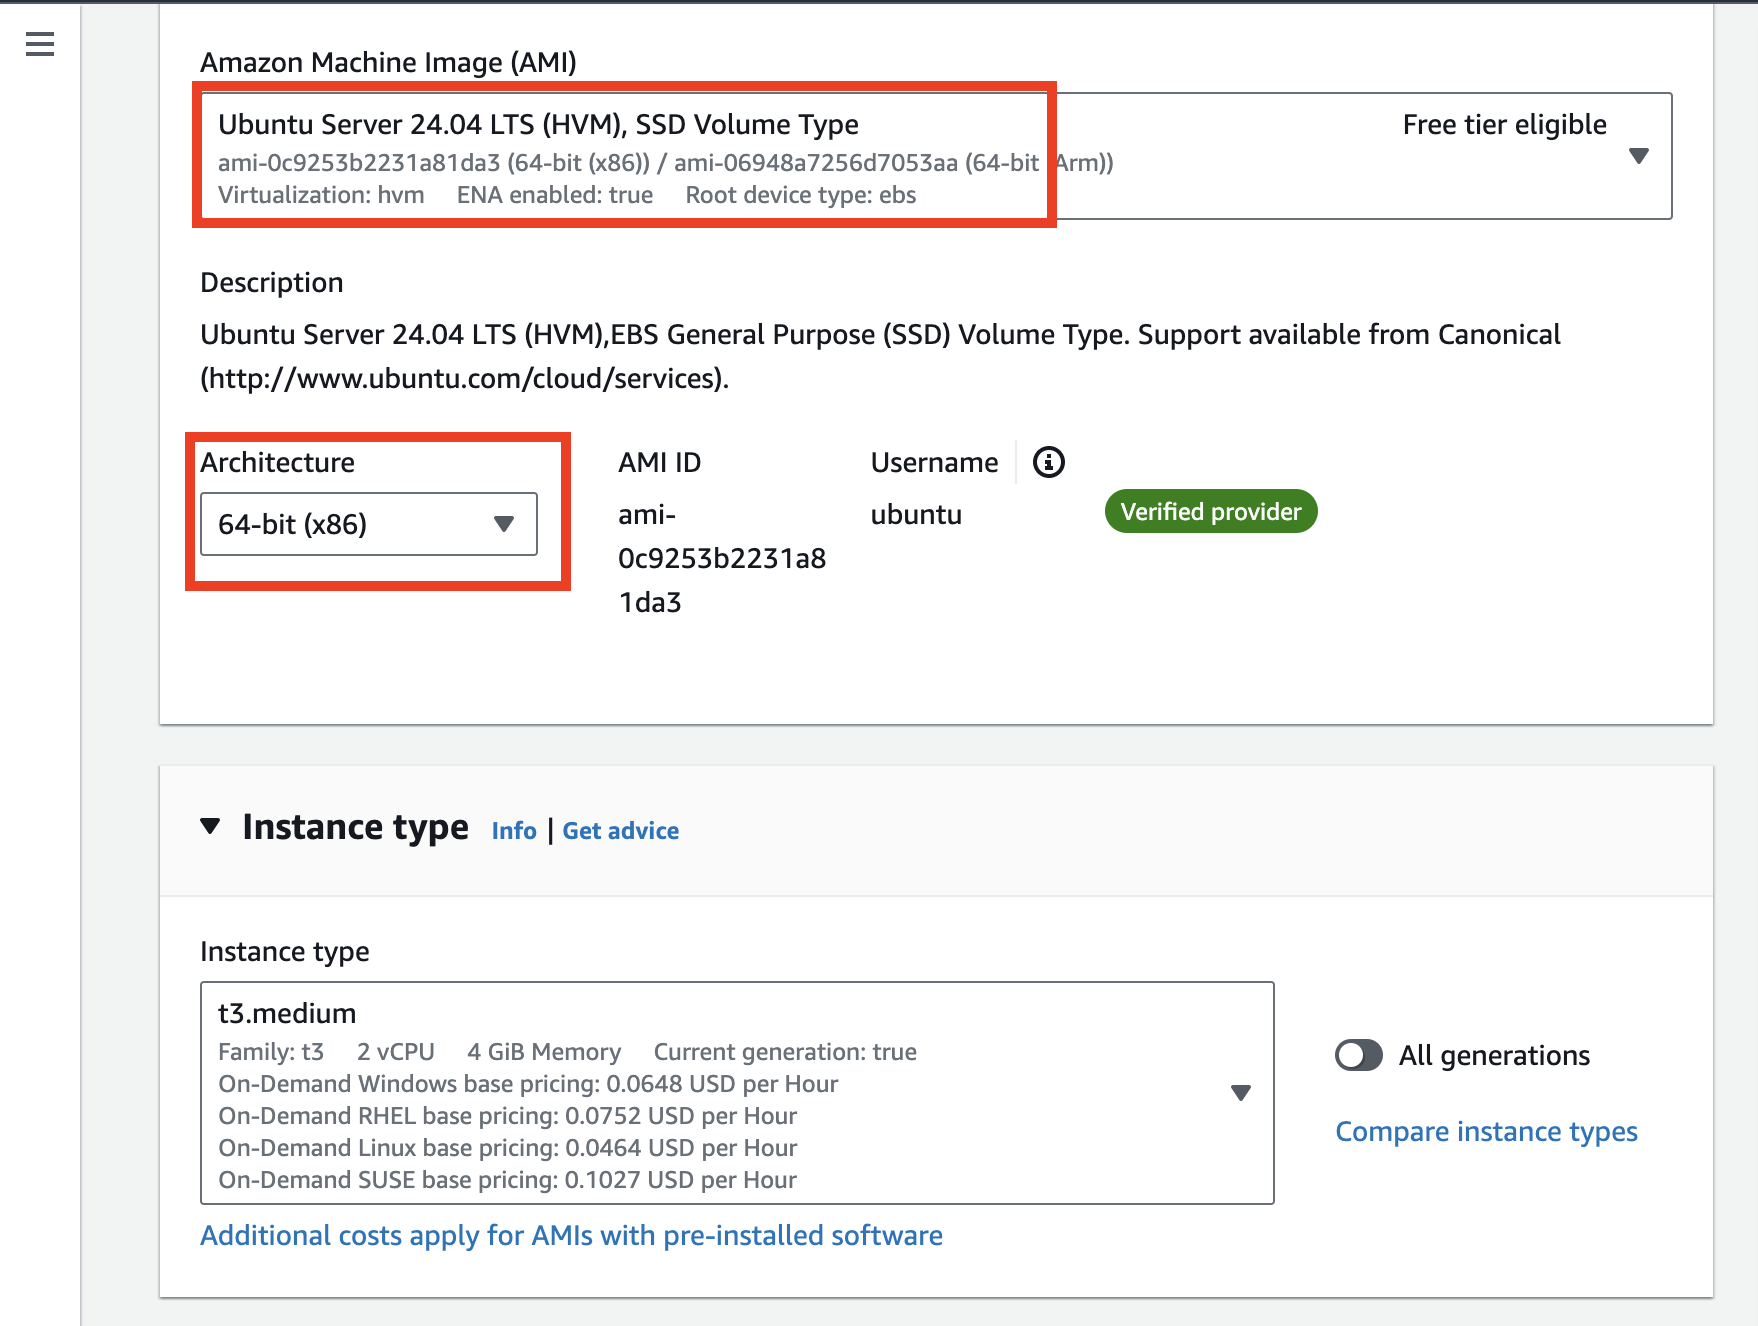 Amazon Machine Image (AMI)
Ubuntu Server 24.04 LTS (HVM), SSD Volume Type
Free tier eligible
ami-0c9253b2231a81da3 (64-bit (x86)) / ami-06948a7256d7053aa (64-bit Arm))
Virtualization: hvm ENA enabled: true Root device type: ebs
Description
Ubuntu Server 24.04 LTS (HVM),EBS General Purpose (SSD) Volume Type. Support available from Canonical
(http://www.ubuntu.com/cloud/services).
Architecture
64-bit (x86)
AMI ID
ami-
0c9253b2231a8
1da3
Username
ubuntu
Verified provider
Instance type Info | Get advice
Instance type
t3.medium
Family: t3 2 vCPU 4 GiB Memory Current generation: true
On-Demand Windows base pricing: 0.0648 USD per Hour
On-Demand RHEL base pricing: 0.0752 USD per Hour
On-Demand Linux base pricing: 0.0464 USD per Hour
On-Demand SUSE base pricing: 0.1027 USD per Hour
All generations
Compare instance types
Additional costs apply for AMIs with pre-installed software